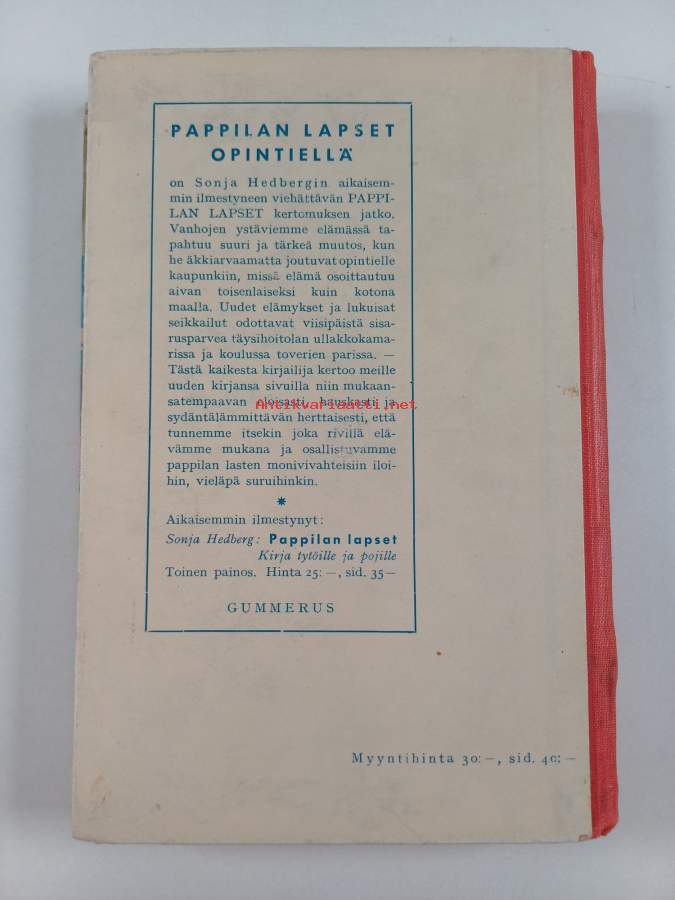 PAPPILAN LAPSET
OPINTIELLÄ
on Sonja Hedbergin aikaisem-
min ilmestyneen viehättävän PAPPI-
LAN LAPSET kertomuksen jatko.
Vanhojen ystäviemme elämässä ta-
pahtuu suuri ja tärkeä muutos, kun
he äkkiarvaamatta joutuvat opintielle
kaupunkiin, missä elämä osoittautuu
aivan toisenlaiseksi kuin kotona
maalla. Uudet elämykset ja lukuisat
seikkailut odottavat viisipäistä sisa-
rusparvea täysihoitolan ullakkokama-
rissa ja koulussa toverien parissa. —
Tästä kaikesta kirjailija kertoo meille
uuden kirjansa sivuilla niin mukaan-
satempaavan eloisasti, hauskasti ja
Antikvariaatti.net
sydäntälämmittävän herttaisesti, että
tunnemme itsekin joka rivillä elä-
vämme mukana ja osallistuvamme
pappilan lasten monivivahteisiin iloi-
hin, vieläpä suruihinkin.
*
Aikaisemmin ilmestynyt:
Sonja Hedberg: Pappilan lapset
Kirja tytöille ja pojille
Toinen painos. Hinta 25: —, sid. 35 —
GUMMERUS
Myyntihinta 30: —, sid. 40: —